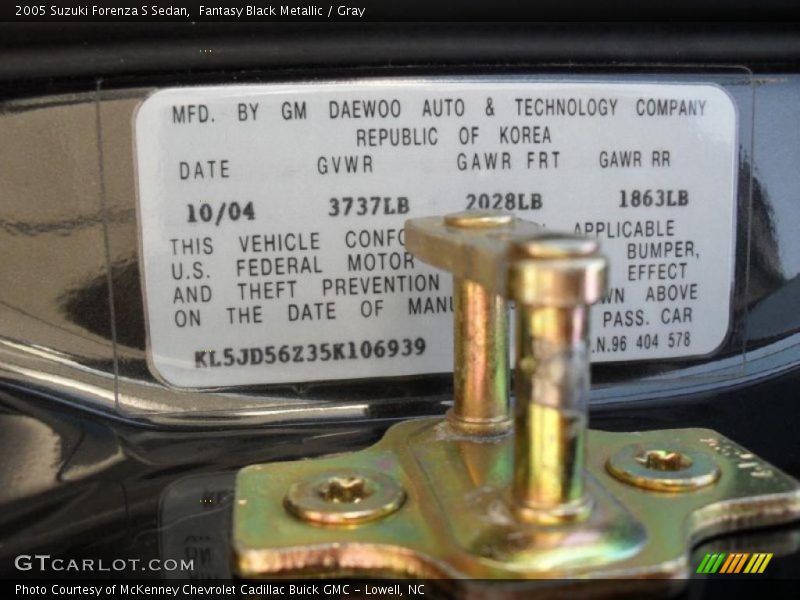 2005 Suzuki Forenza S Sedan,  Fantasy Black Metallic / Gray
MFD. BY GM DAEWOO AUTO & TECHNOLOGY COMPANY
REPUBLIC OF KOREA
DATE GVWR GAWR FRT GAWR RR
10/04 3737LB 2028LB 1863LB
THIS VEHICLE CONFO APPLICABLE
U.S. FEDERAL MOTOR BUMPER,
AND THEFT PREVENTION EFFECT
ON THE DATE OF MANU WN ABOVE
KL5JD56Z35K106939 PASS. CAR
.N.96 404 578
GTCARLOT.COM
Photo Courtesy of McKenney Chevrolet Cadillac Buick GMC – Lowell, NC